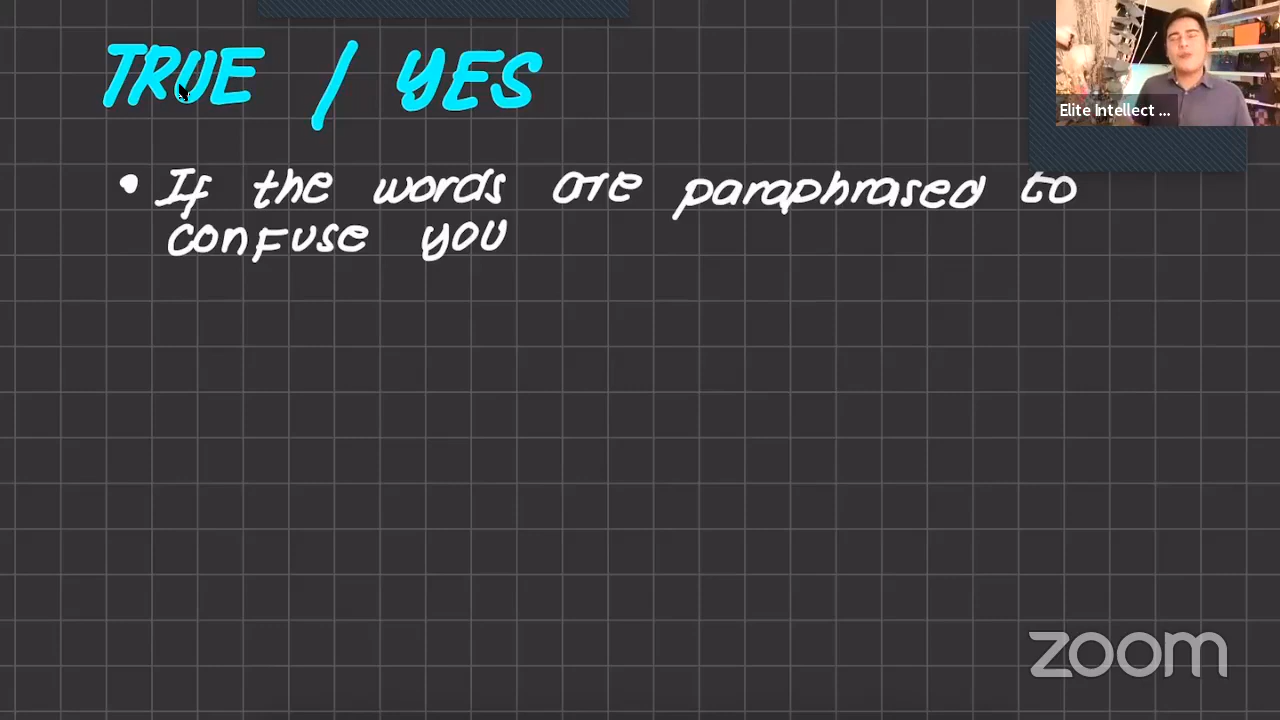 TRUE / YES
Elite Intellect ...
• If the words are paraphrased to
confuse you
zoom